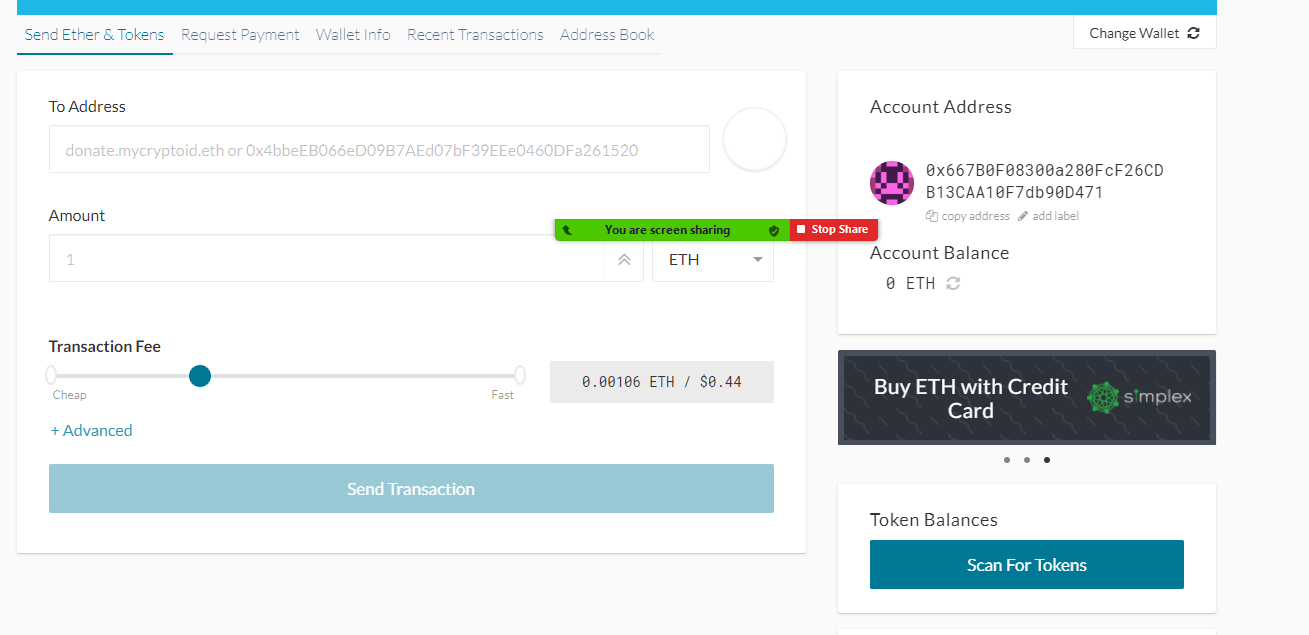 Send Ether & Tokens
Request Payment
Wallet Info
Recent Transactions
Address Book
Change Wallet
To Address
donate.mycryptoid.eth or 0x4bbeEB066eD09B7AEd07bF39EEe0460DFa261520
Amount
You are screen sharing
Stop Share
1
ETH
Transaction Fee
Cheap
Fast
0.00106 ETH / $0.44
+ Advanced
Send Transaction
Account Address
0x667B0F08300a280FcF26CD
B13CAA10F7db90D471
copy address
add label
Account Balance
0 ETH
Buy ETH with Credit
Card
simplex
Token Balances
Scan For Tokens